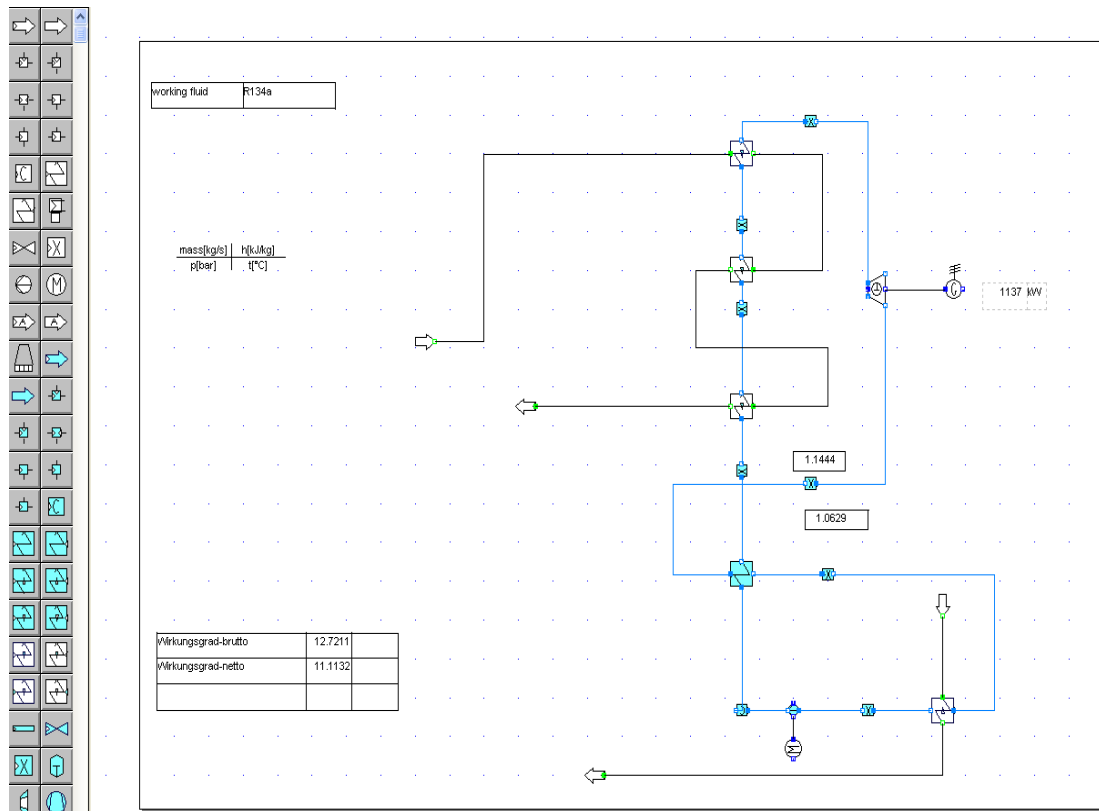 working fluid R134a
mass[kg/s] h[kJ/kg]
p[bar] t[°C]
1137 kW
1.1444
1.0629
Wirkungsgrad-brutto 12.7211
Wirkungsgrad-netto 11.1132